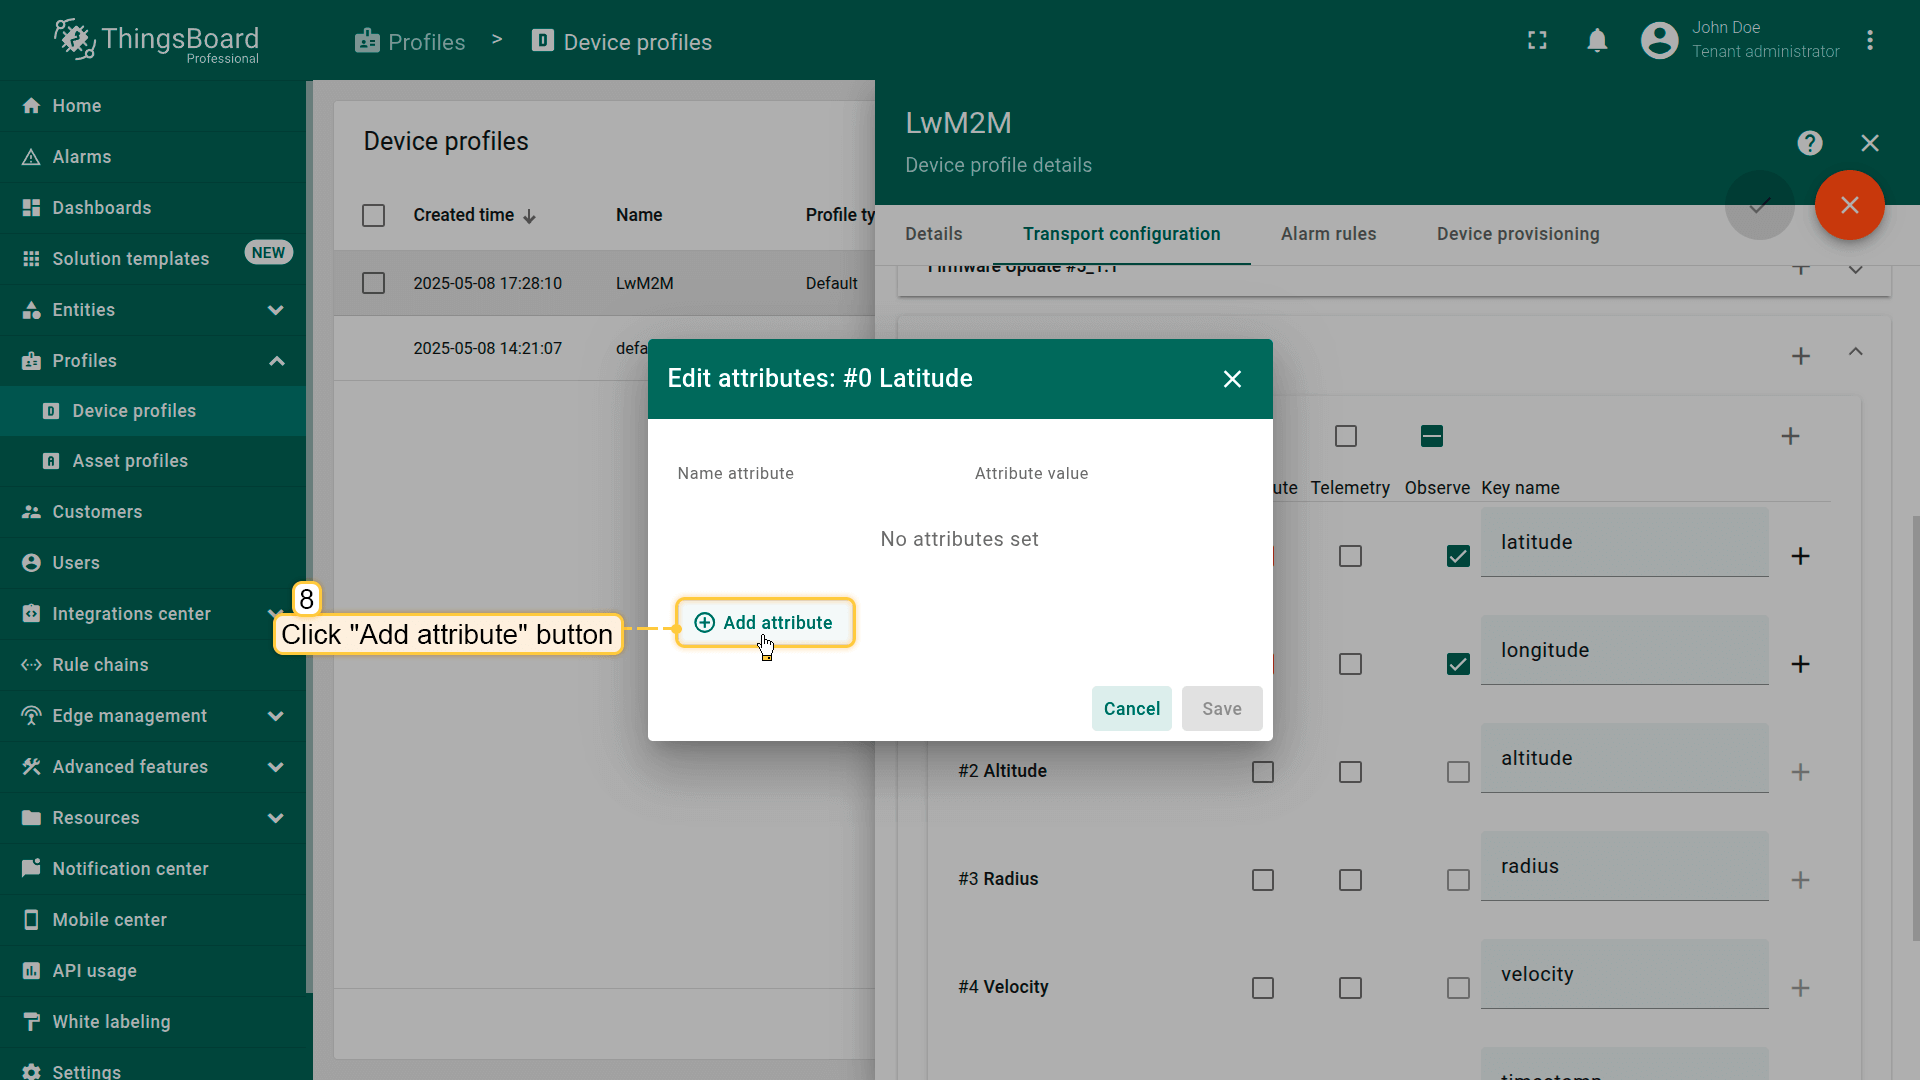 ThingsBoard
Professional
Profiles > Device profiles
John Doe
Tenant administrator
Home
Alarms
Dashboards
Solution templates NEW
Entities
Profiles
Device profiles
Asset profiles
Customers
Users
Integrations center
Rule chains
Edge management
Advanced features
Resources
Notification center
Mobile center
API usage
White labeling
Settings
Device profiles
Created time Name Profile ty
2025-05-08 17:28:10 LwM2M Default
2025-05-08 14:21:07 defa
LwM2M
Device profile details
Details Transport configuration Alarm rules Device provisioning
Firmware Update #5_1.1
ute Telemetry Observe Key name
latitude
longitude
#2 Altitude altitude
#3 Radius radius
#4 Velocity velocity
timestamp
Edit attributes: #0 Latitude
Name attribute Attribute value
No attributes set
Add attribute
Cancel Save
8
Click "Add attribute" button